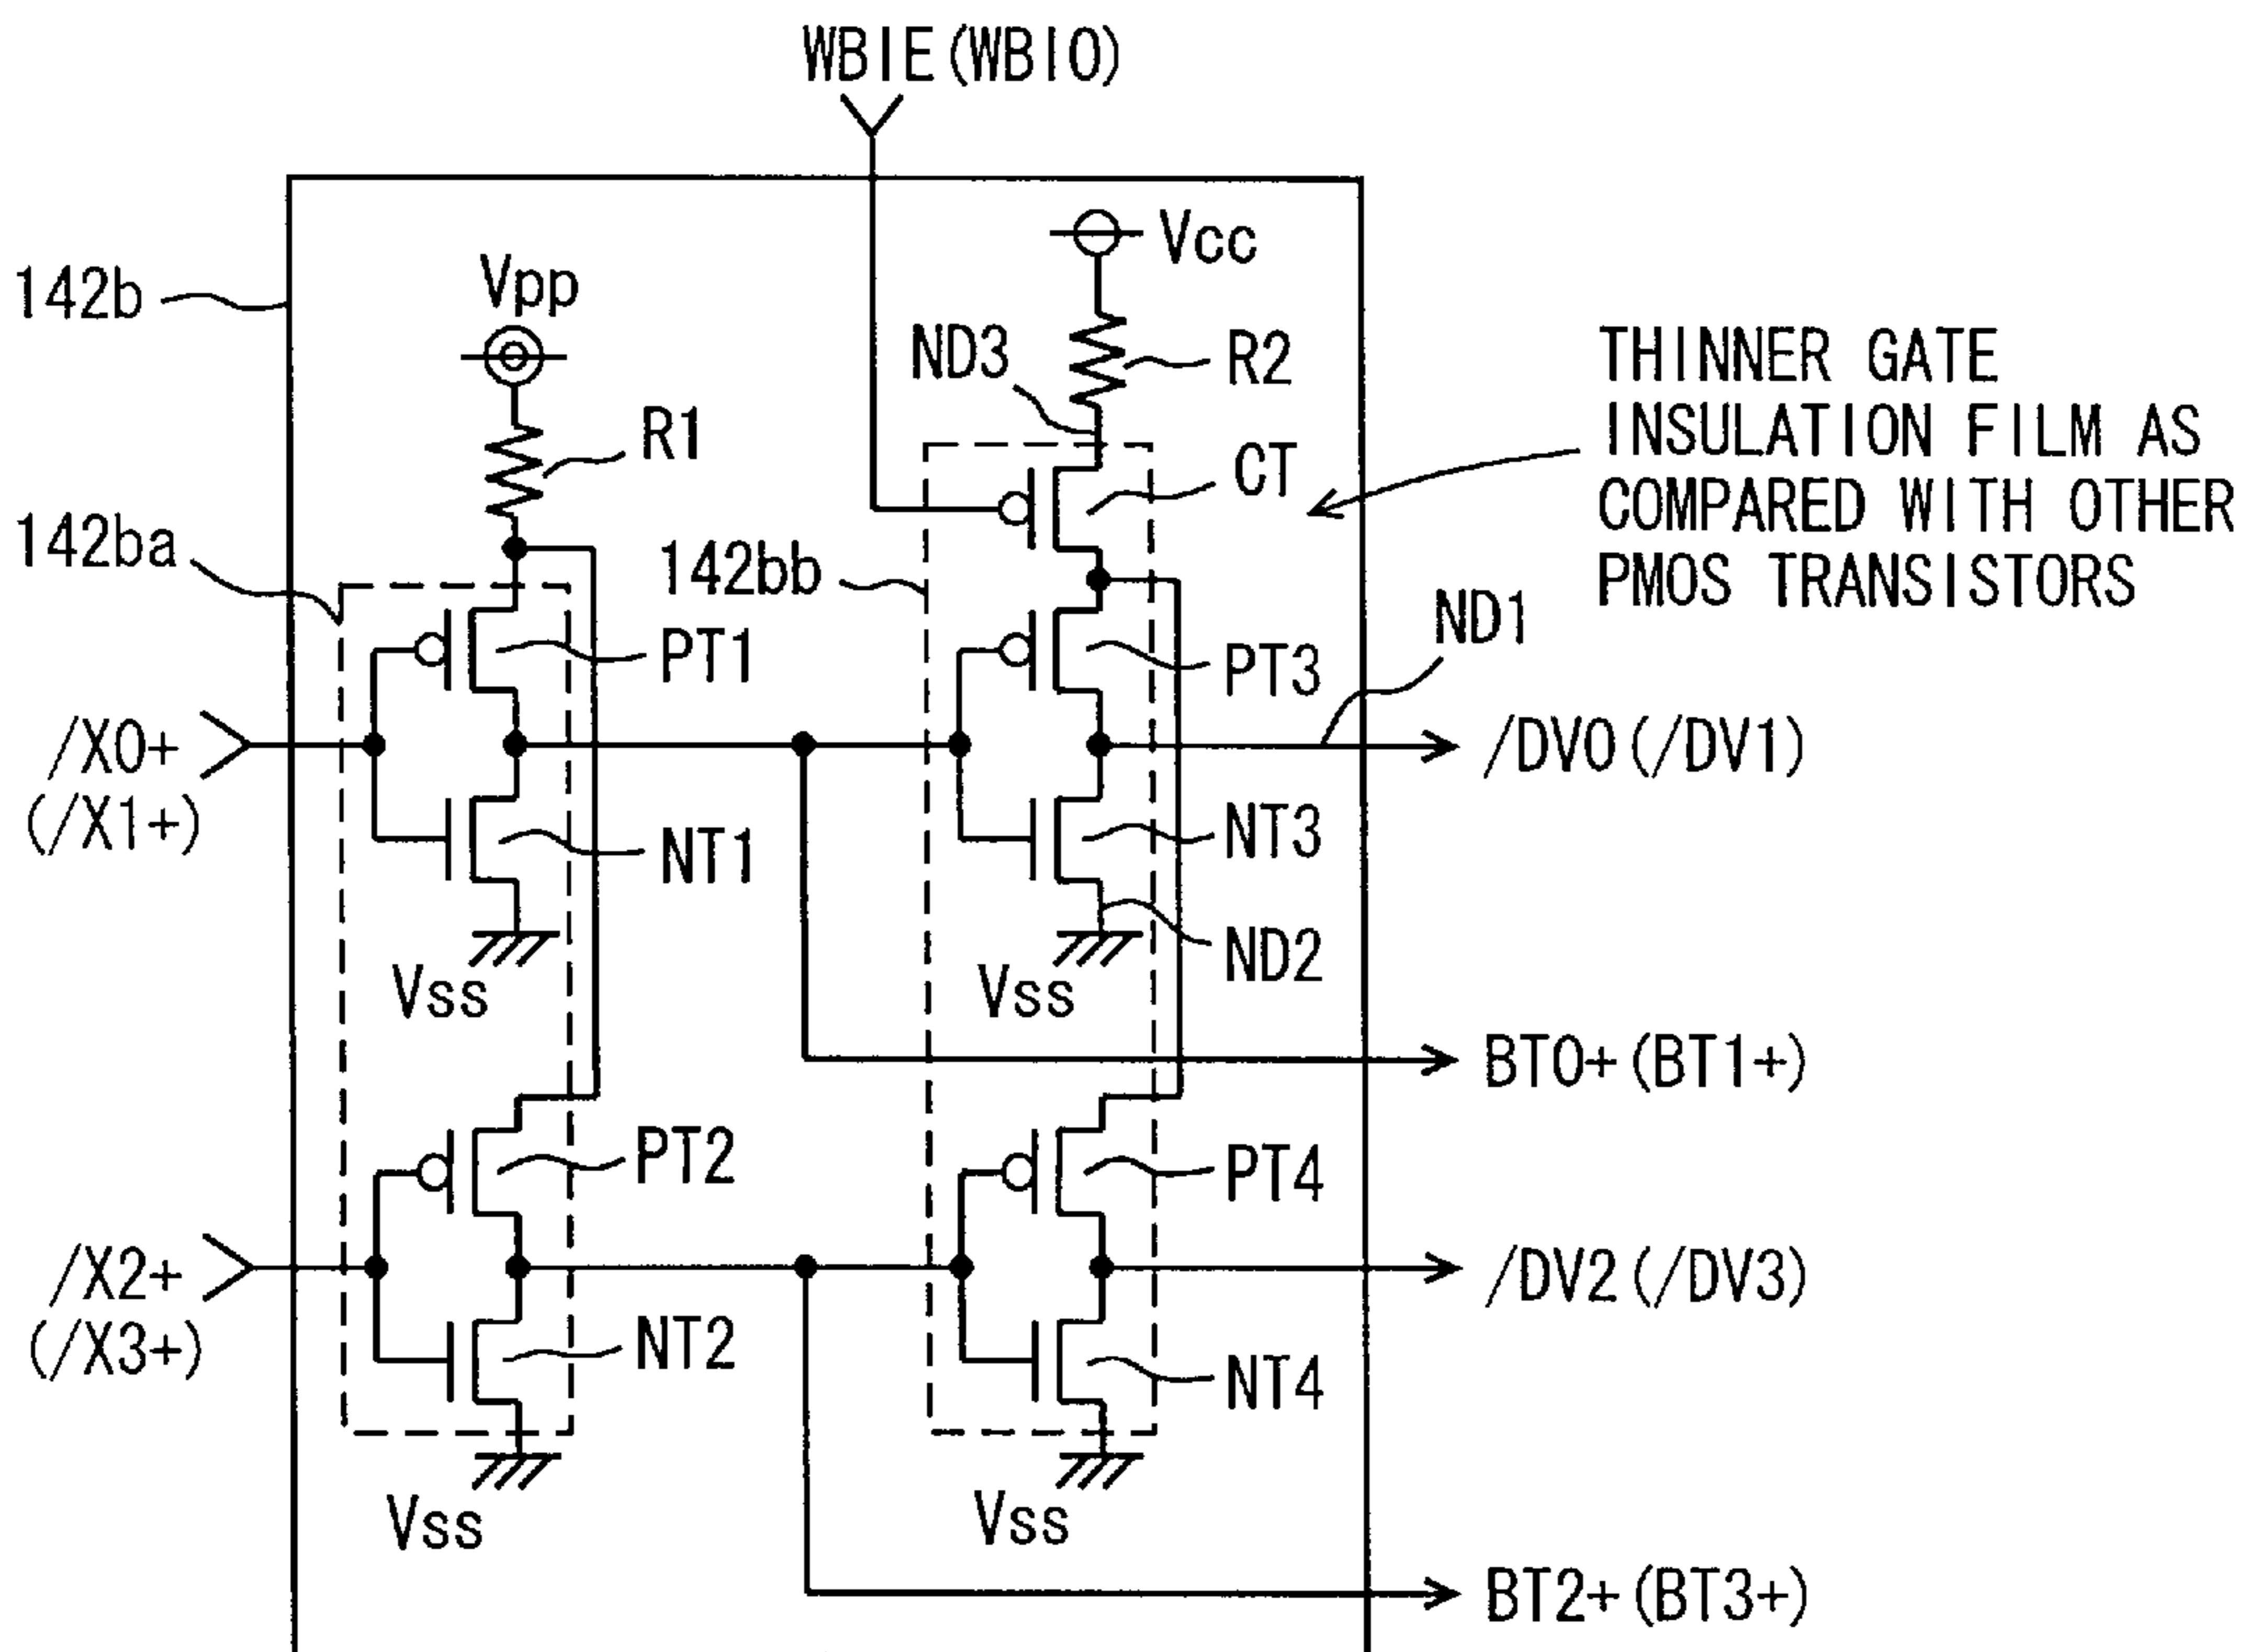 WBIE(WBIO)
Vcc
142b
Vpp
ND3
R2
THINNER GATE
INSULATION FILM AS
COMPARED WITH OTHER
PMOS TRANSISTORS
R1
CT
142ba
142bb
ND1
PT1
PT3
/X0+
(/X1+)
/DV0(/DV1)
NT1
NT3
ND2
Vss
Vss
BT0+(BT1+)
PT2
PT4
/X2+
(/X3+)
/DV2(/DV3)
NT2
NT4
Vss
Vss
BT2+(BT3+)